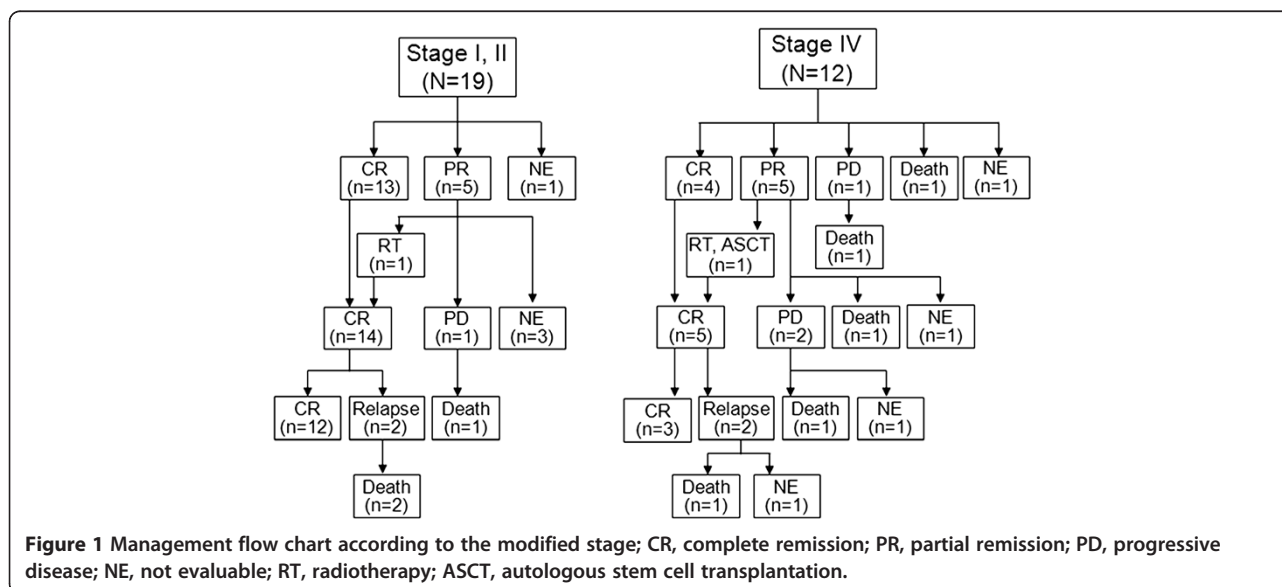 Stage I, II
(N=19)
CR
(n=13)
PR
(n=5)
NE
(n=1)
RT
(n=1)
CR
(n=14)
PD
(n=1)
NE
(n=3)
CR
(n=12)
Relapse
(n=2)
Death
(n=1)
Death
(n=2)
Stage IV
(N=12)
CR
(n=4)
PR
(n=5)
PD
(n=1)
Death
(n=1)
NE
(n=1)
Death
(n=1)
RT, ASCT
(n=1)
CR
(n=5)
PD
(n=2)
Death
(n=1)
NE
(n=1)
CR
(n=3)
Relapse
(n=2)
Death
(n=1)
NE
(n=1)
Death
(n=1)
NE
(n=1)
Figure 1 Management flow chart according to the modified stage; CR, complete remission; PR, partial remission; PD, progressive
disease; NE, not evaluable; RT, radiotherapy; ASCT, autologous stem cell transplantation.